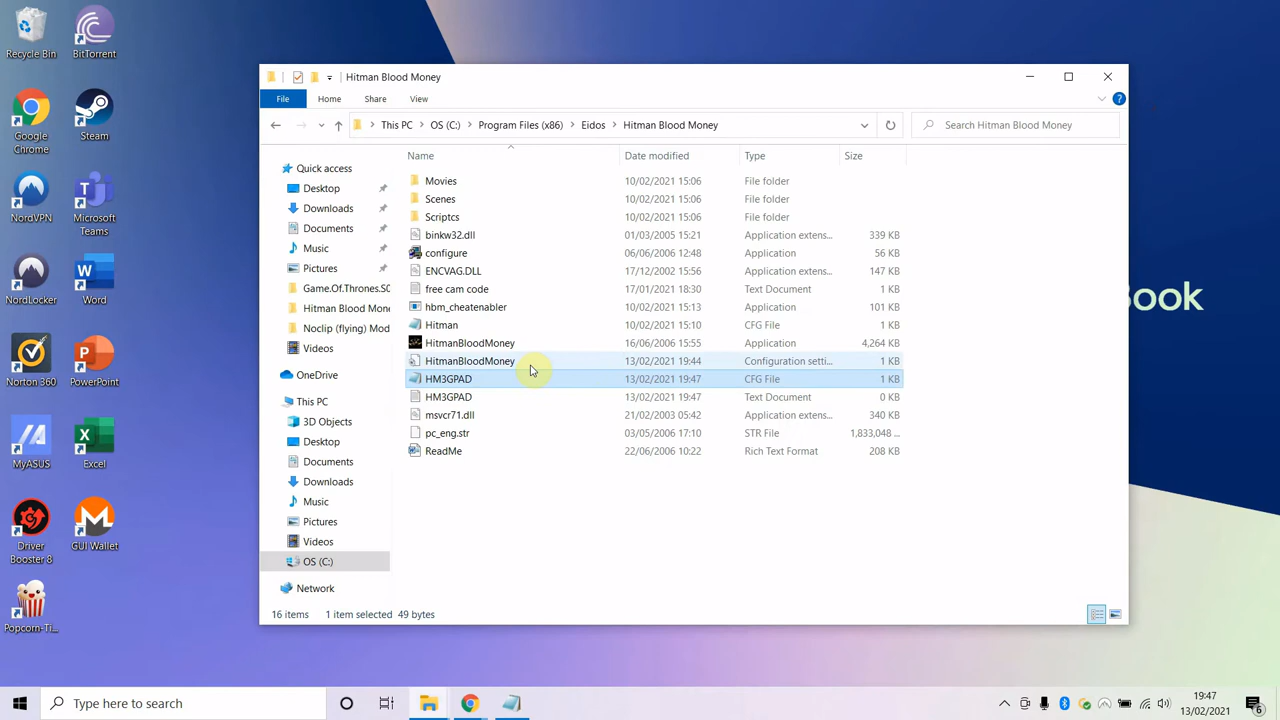 Recycle Bin
BitTorrent
Google Chrome
Steam
NordVPN
Microsoft Teams
NordLocker
Word
Norton 360
PowerPoint
MyASUS
Excel
Driver Booster 8
GUI Wallet
Popcorn-Ti...
Hitman Blood Money
File
Home
Share
View
This PC
OS (C:)
Program Files (x86)
Eidos
Hitman Blood Money
Search Hitman Blood Money
Name
Date modified
Type
Size
Quick access
Desktop
Downloads
Documents
Music
Pictures
Game.Of.Thrones.S0
Hitman Blood Mone
Noclip (flying) Mod
Videos
OneDrive
This PC
3D Objects
Desktop
Documents
Downloads
Music
Pictures
Videos
OS (C:)
Network
Movies 10/02/2021 15:06 File folder
Scenes 10/02/2021 15:06 File folder
Scriptcs 10/02/2021 15:06 File folder
binkw32.dll 01/03/2005 15:21 Application extens... 339 KB
configure 06/06/2006 12:48 Application 56 KB
ENCVAG.DLL 17/12/2002 15:56 Application extens... 147 KB
free cam code 17/01/2021 18:30 Text Document 1 KB
hbm_cheatenabler 10/02/2021 15:13 Application 101 KB
Hitman 10/02/2021 15:10 CFG File 1 KB
HitmanBloodMoney 16/06/2006 15:55 Application 4,264 KB
HitmanBloodMoney 13/02/2021 19:44 Configuration setti... 1 KB
HM3GPAD 13/02/2021 19:47 CFG File 1 KB
HM3GPAD 13/02/2021 19:47 Text Document 0 KB
msvcr71.dll 21/02/2003 05:42 Application extens... 340 KB
pc_eng.str 03/05/2006 17:10 STR File 1,833,048 ...
ReadMe 22/06/2006 10:22 Rich Text Format 208 KB
16 items 1 item selected 49 bytes
Book
Type here to search
19:47
13/02/2021
6